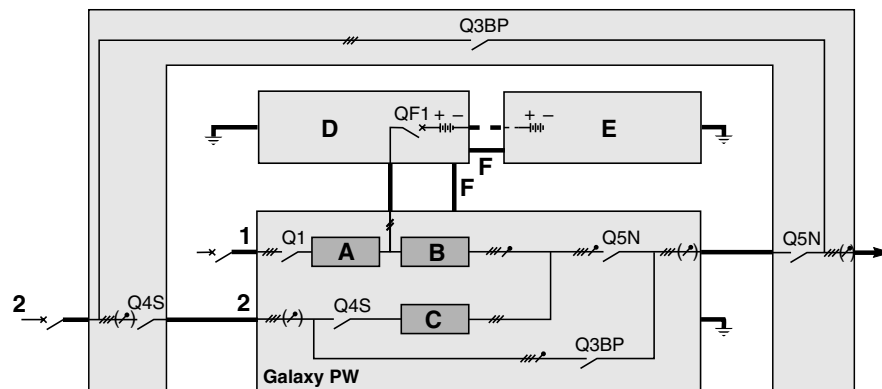 Q3BP
QF1 + − + −
D E
F
F
1 Q1 Q5N Q5N
A B
2 Q4S 2 Q4S
C
Q3BP
Galaxy PW